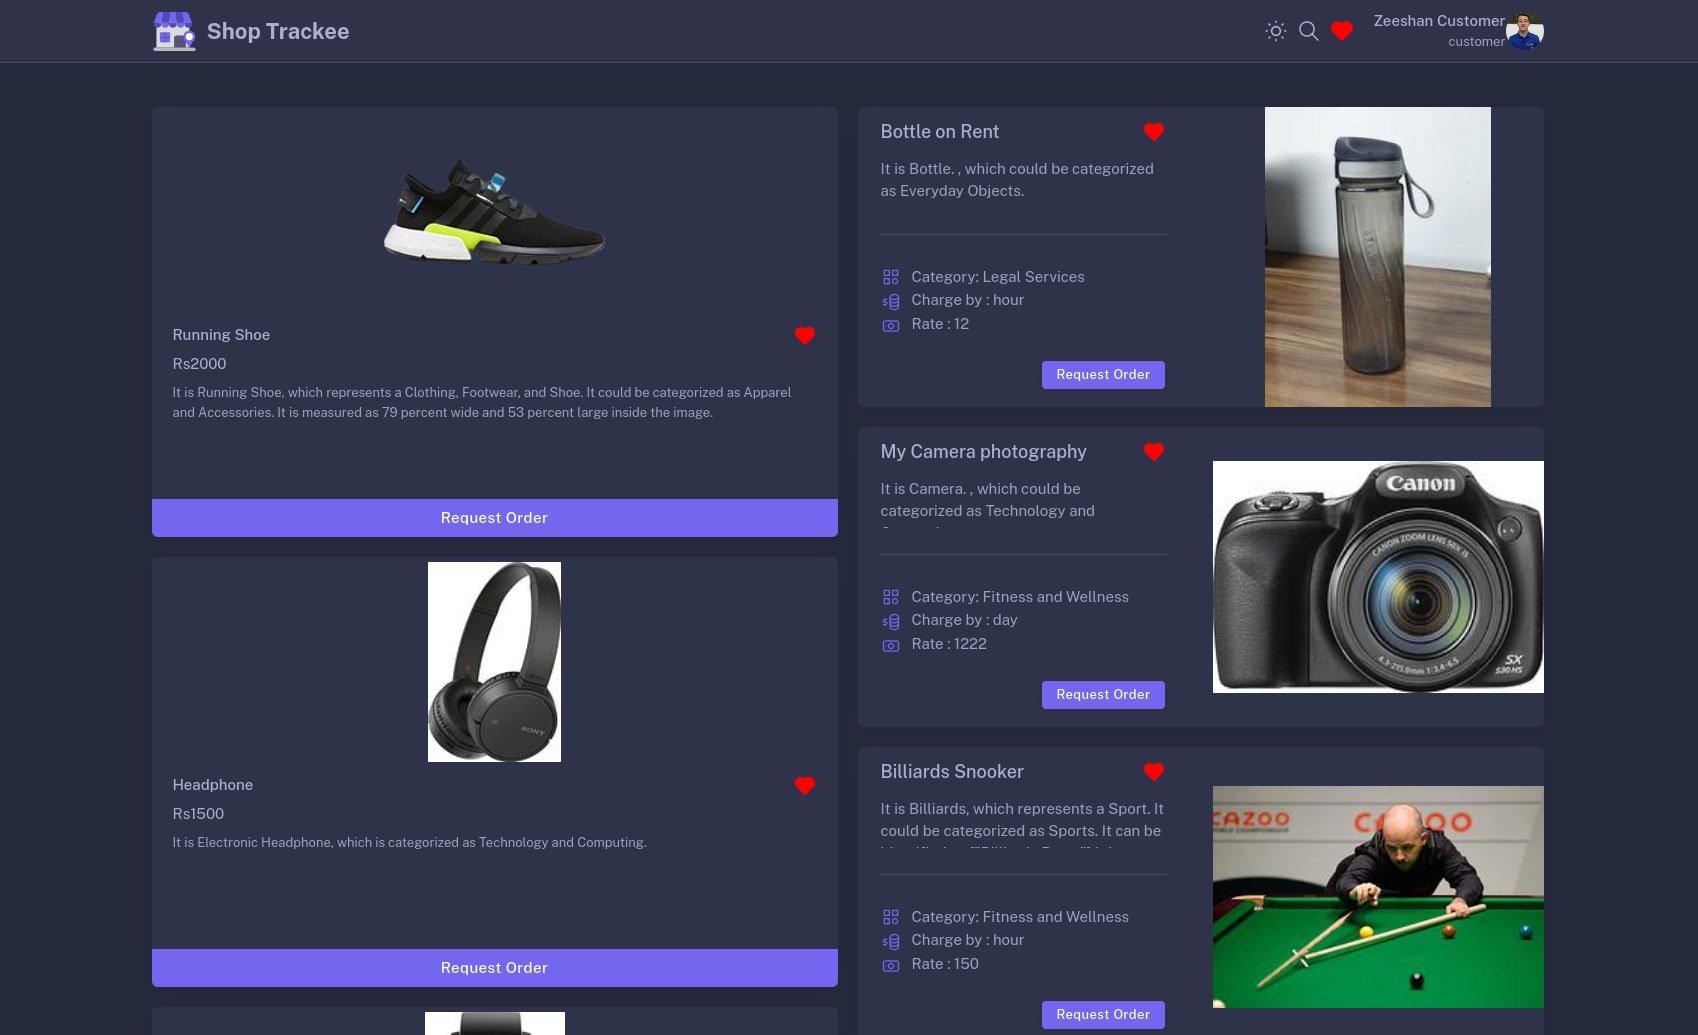 Shop Trackee
Zeeshan Customer
customer
Running Shoe
Rs2000
It is Running Shoe, which represents a Clothing, Footwear, and Shoe. It could be categorized as Apparel
and Accessories. It is measured as 79 percent wide and 53 percent large inside the image.
Request Order
Headphone
Rs1500
It is Electronic Headphone, which is categorized as Technology and Computing.
SONY
Request Order
Bottle on Rent
It is Bottle. , which could be categorized
as Everyday Objects.
Category: Legal Services
Charge by : hour
Rate : 12
Request Order
My Camera photography
It is Camera. , which could be
categorized as Technology and
Category: Fitness and Wellness
Charge by : day
Rate : 1222
Request Order
Canon
CANON ZOOM LENS 50X IS
4.3-215.0mm 1:3.4-6.5
SX
530 HS
Billiards Snooker
It is Billiards, which represents a Sport. It
could be categorized as Sports. It can be
Category: Fitness and Wellness
Charge by : hour
Rate : 150
Request Order
CAZOO
WORLD CHAMPIONSHIP
CAZOO